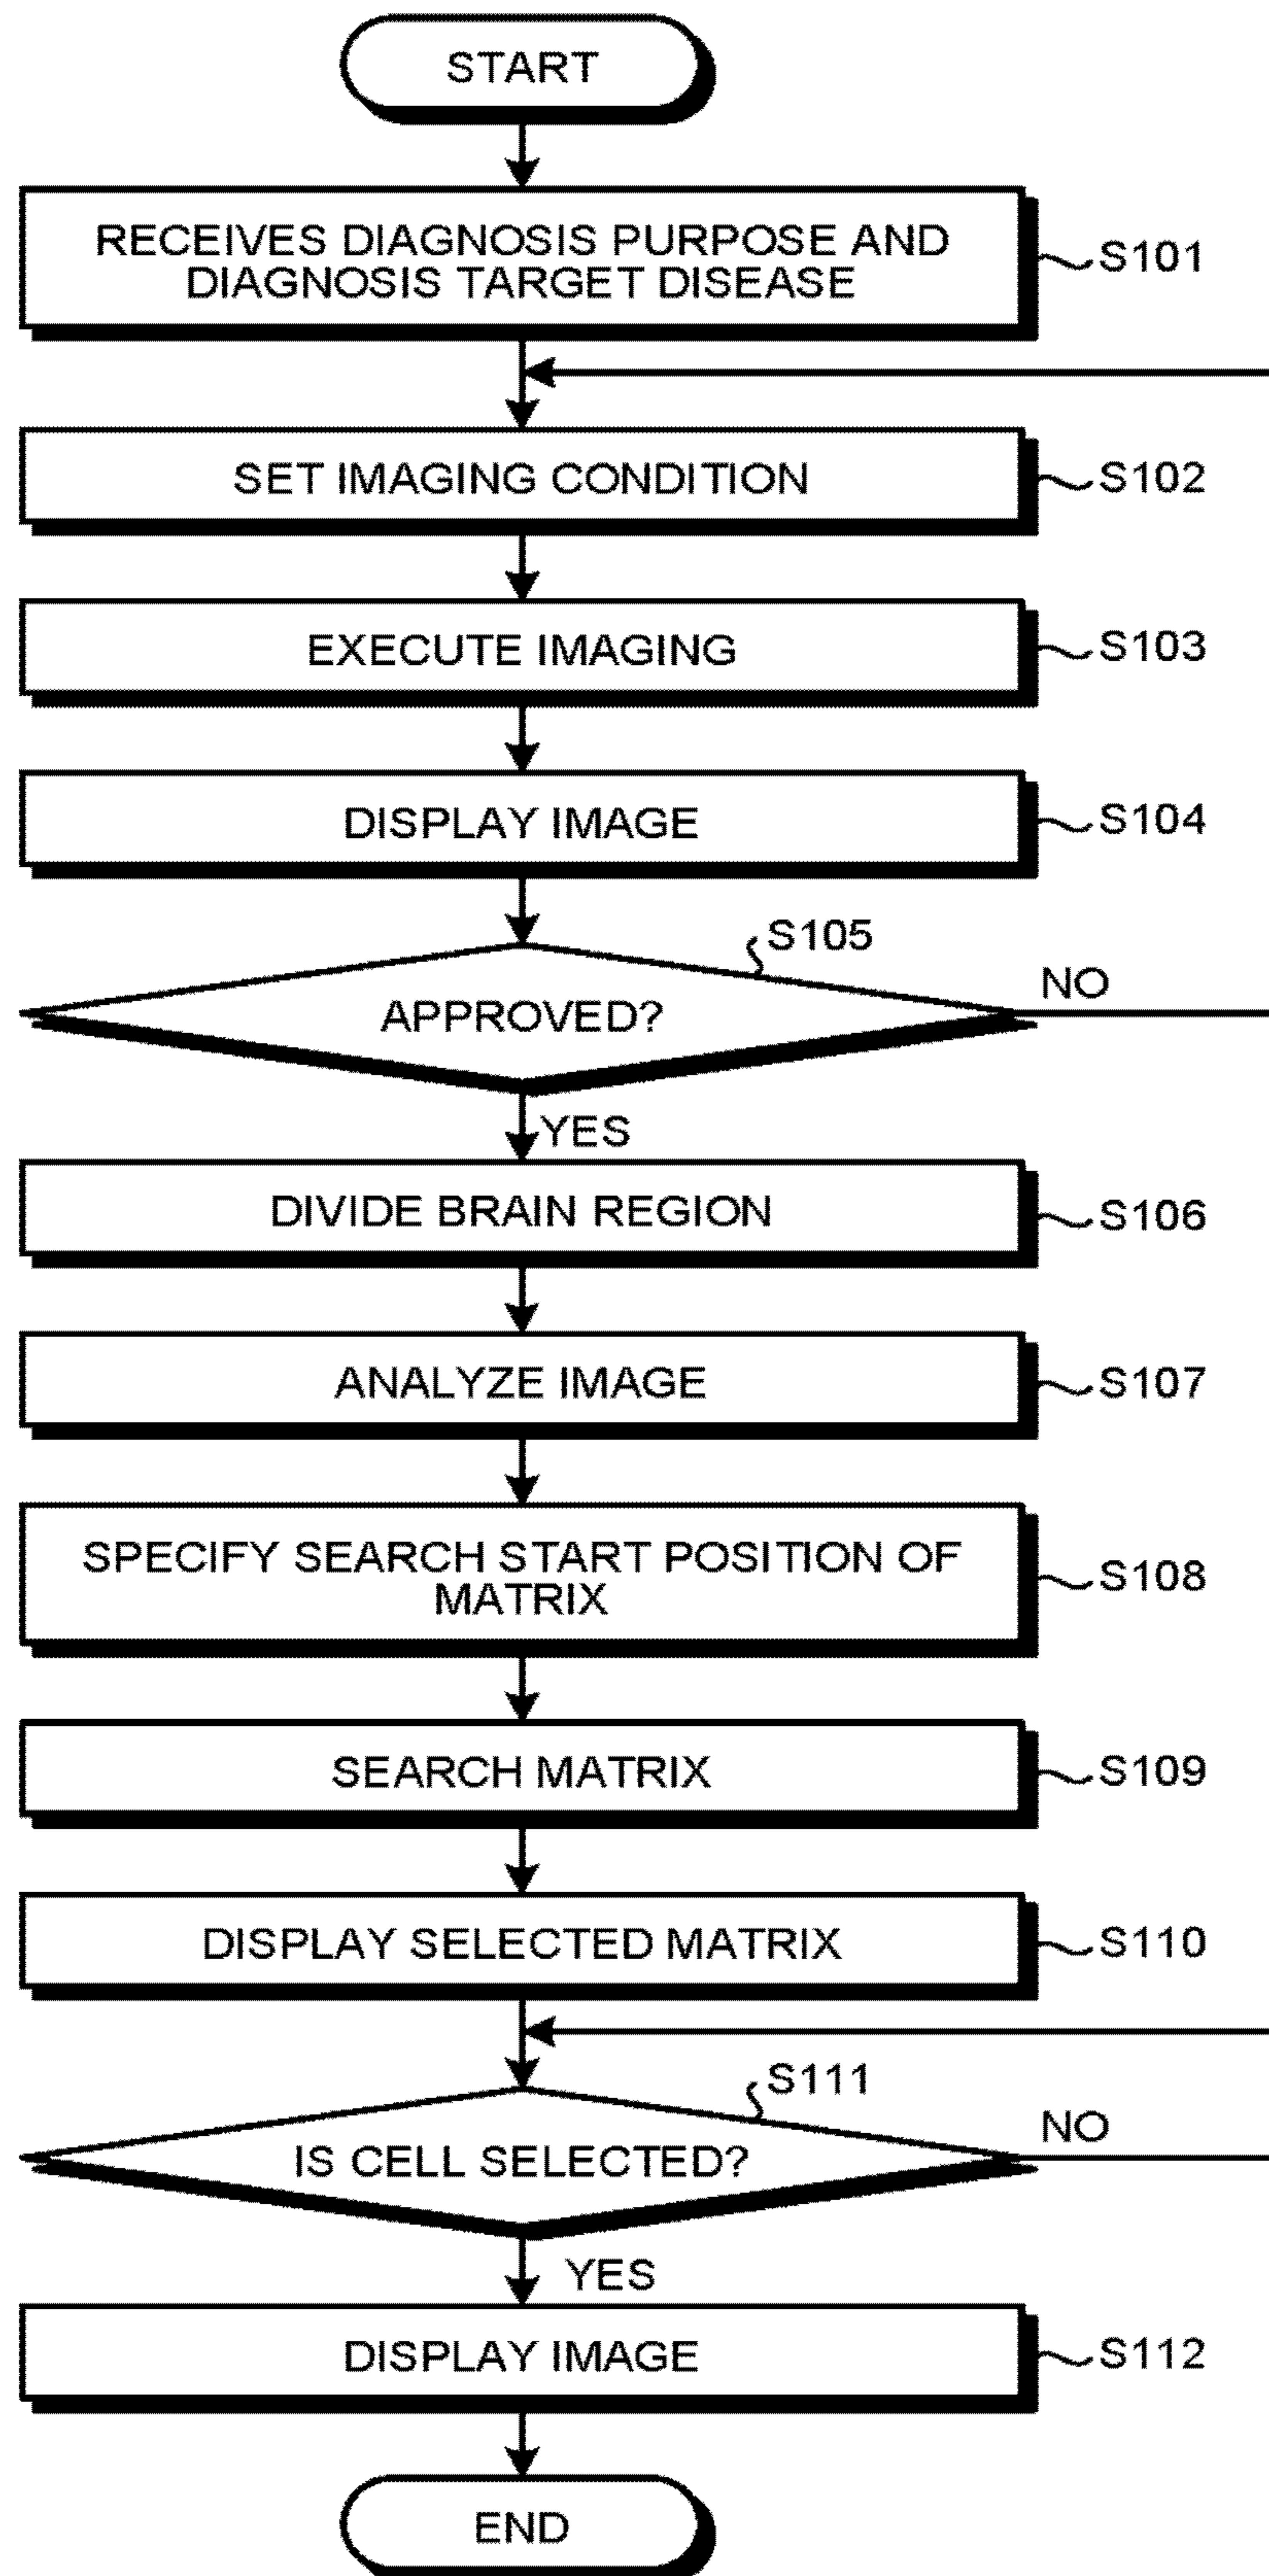 START
RECEIVES DIAGNOSIS PURPOSE AND
DIAGNOSIS TARGET DISEASE
S101
SET IMAGING CONDITION
S102
EXECUTE IMAGING
S103
DISPLAY IMAGE
S104
S105
APPROVED?
NO
YES
DIVIDE BRAIN REGION
S106
ANALYZE IMAGE
S107
SPECIFY SEARCH START POSITION OF
MATRIX
S108
SEARCH MATRIX
S109
DISPLAY SELECTED MATRIX
S110
S111
IS CELL SELECTED?
NO
YES
DISPLAY IMAGE
S112
END